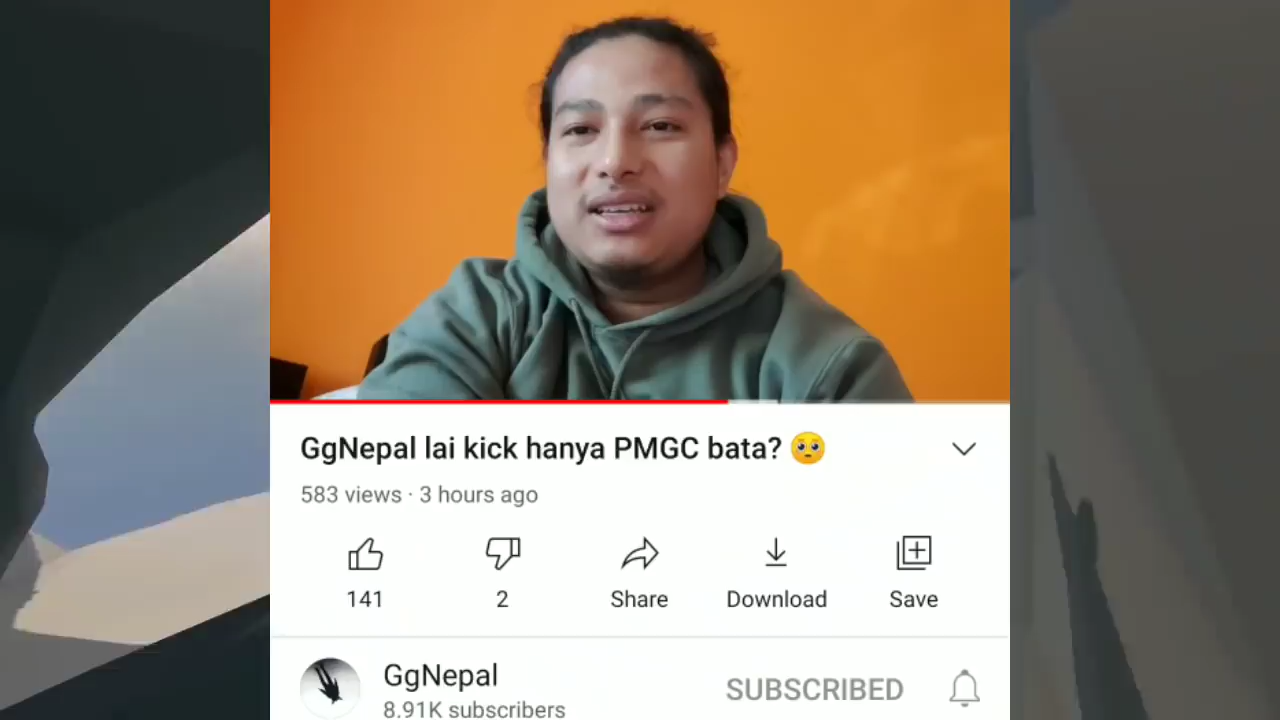 GgNepal lai kick hanya PMGC bata? 🥺
583 views · 3 hours ago
141 2 Share Download Save
GgNepal
SUBSCRIBED
8.91K subscribers